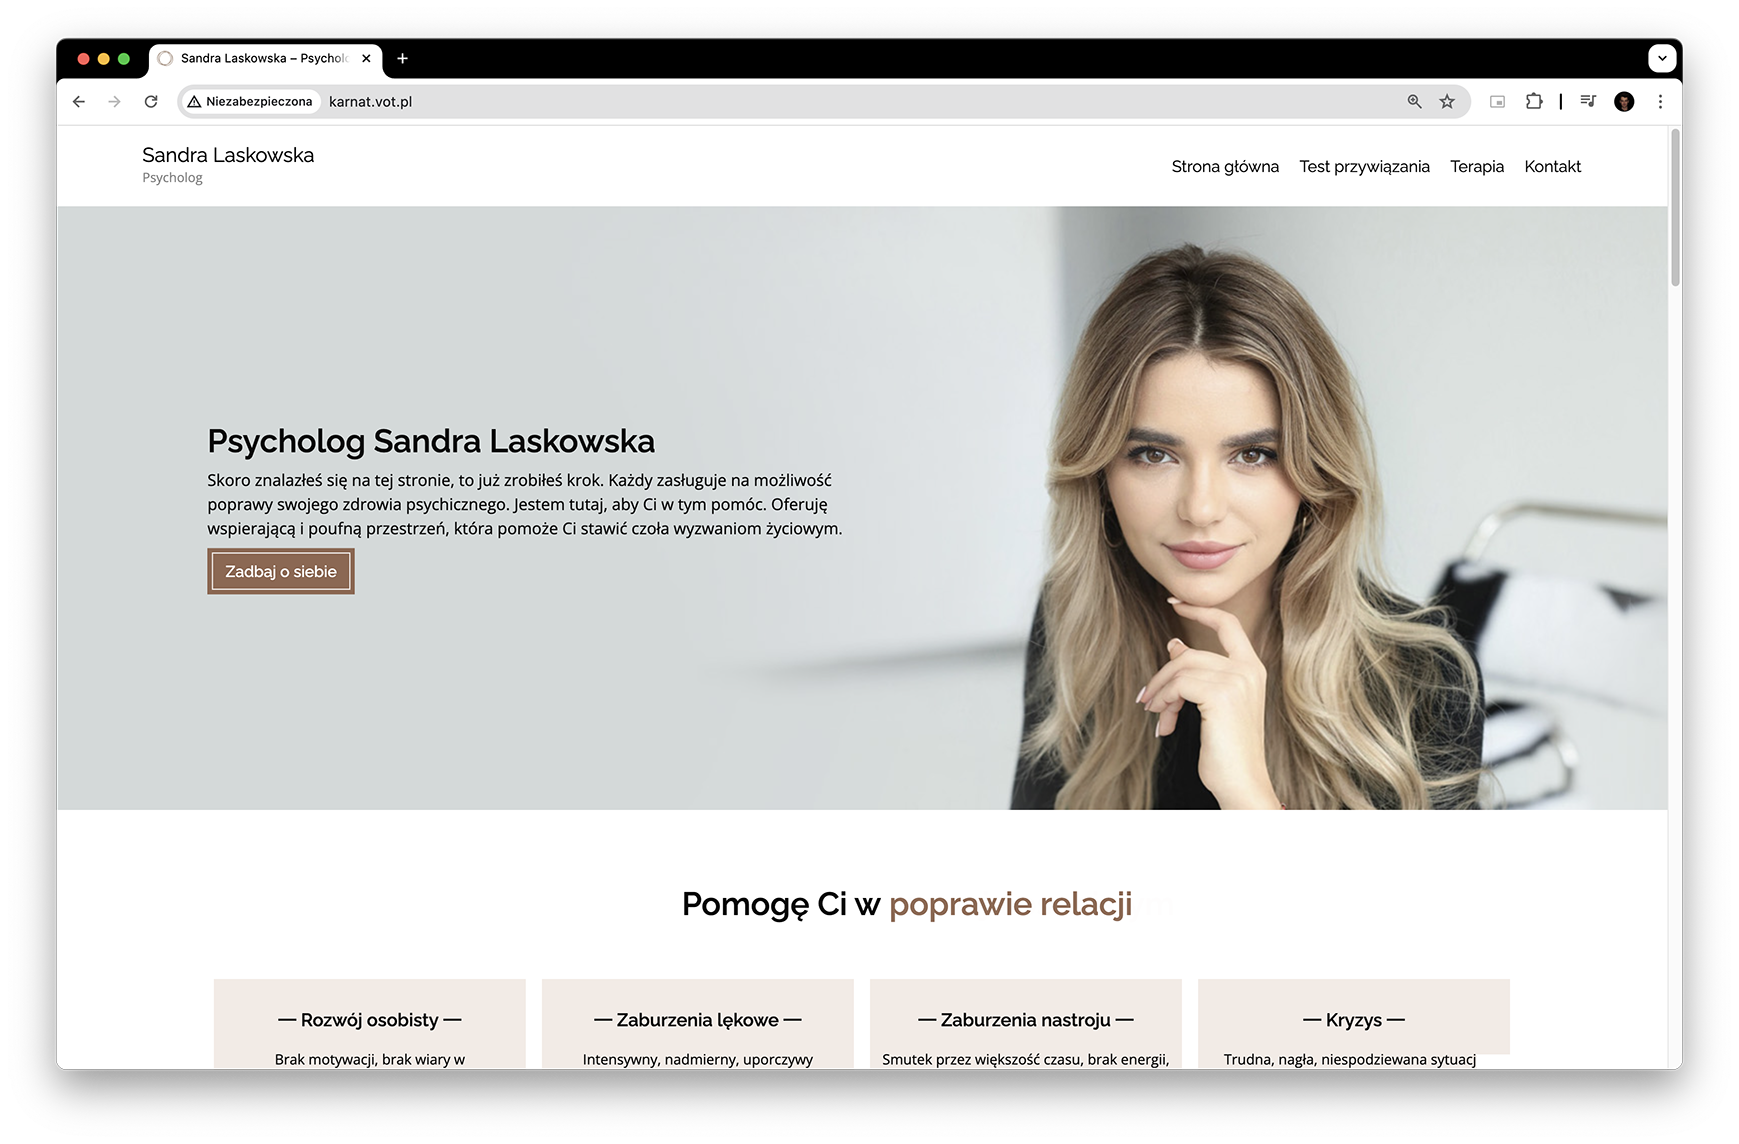 Sandra Laskowska – Psychol
Niezabezpieczona
karnat.vot.pl
Sandra Laskowska
Psycholog
Strona główna
Test przywiązania
Terapia
Kontakt
Psycholog Sandra Laskowska
Skoro znalazłeś się na tej stronie, to już zrobiłeś krok. Każdy zasługuje na możliwość
poprawy swojego zdrowia psychicznego. Jestem tutaj, aby Ci w tym pomóc. Oferuję
wspierającą i poufną przestrzeń, która pomoże Ci stawić czoła wyzwaniom życiowym.
Zadbaj o siebie
Pomogę Ci w poprawie relacji
— Rozwój osobisty —
Brak motywacji, brak wiary w
— Zaburzenia lękowe —
Intensywny, nadmierny, uporczywy
— Zaburzenia nastroju —
Smutek przez większość czasu, brak energii,
— Kryzys —
Trudna, nagła, niespodziewana sytuacj